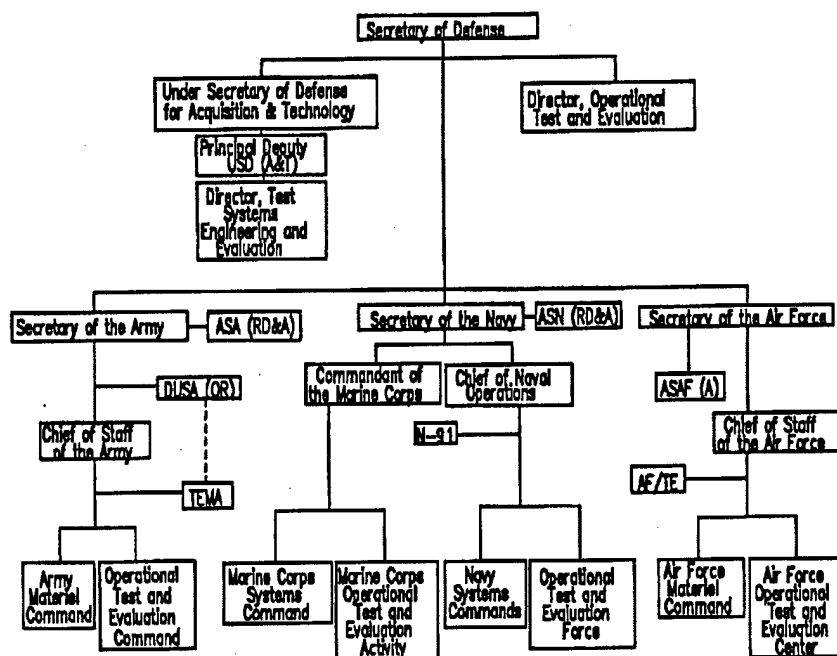 Secretary of Defense
Under Secretary of Defense
for Acquisition & Technology
Director, Operational
Test and Evaluation
Principal Deputy
USD (A&T)
Director, Test
Systems
Engineering and
Evaluation
Secretary of the Army
ASA (RD&A)
Secretary of the Navy
ASN (RD&A)
Secretary of the Air Force
DUSA (OR)
Commandant of
the Marine Corps
Chief of Naval
Operations
ASAF (A)
Chief of Staff
of the Army
N-91
Chief of Staff
of the Air Force
TEMA
AF/TE
Army
Materiel
Command
Operational
Test and
Evaluation
Command
Marine Corps
Systems
Command
Marine Corps
Operational
Test and
Evaluation
Activity
Navy
Systems
Commands
Operational
Test and
Evaluation
Force
Air Force
Materiel
Command
Air Force
Operational
Test and
Evaluation
Center